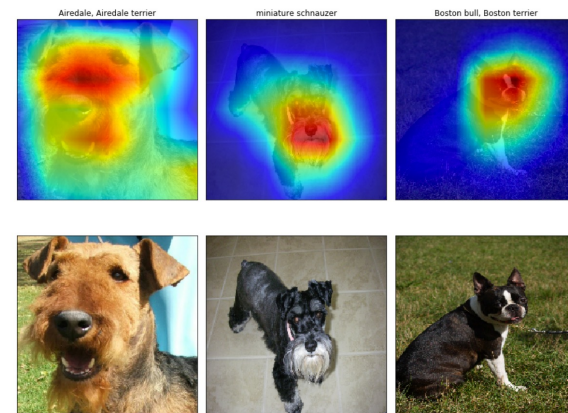 Airedale, Airedale terrier
miniature schnauzer
Boston bull, Boston terrier